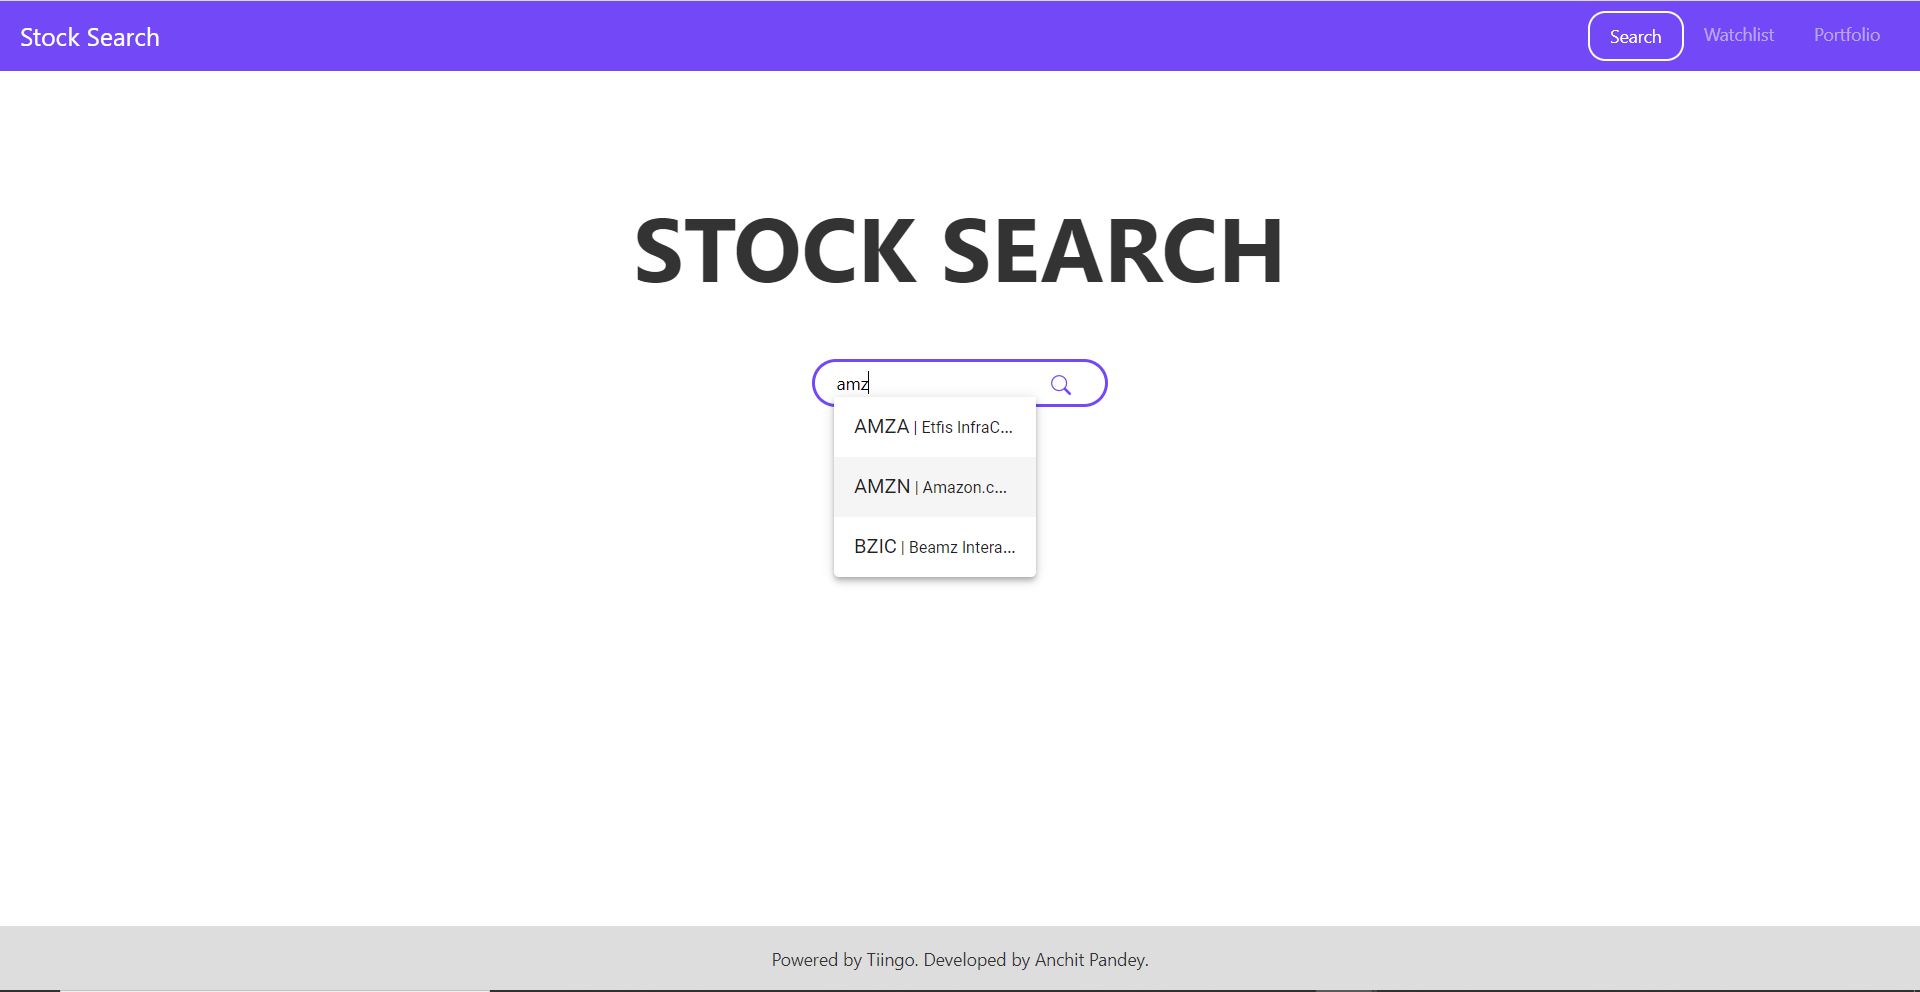 Stock Search
Search Watchlist Portfolio
STOCK SEARCH
amz
AMZA | Etfis InfraC...
AMZN | Amazon.c...
BZIC | Beamz Intera...
Powered by Tiingo. Developed by Anchit Pandey.